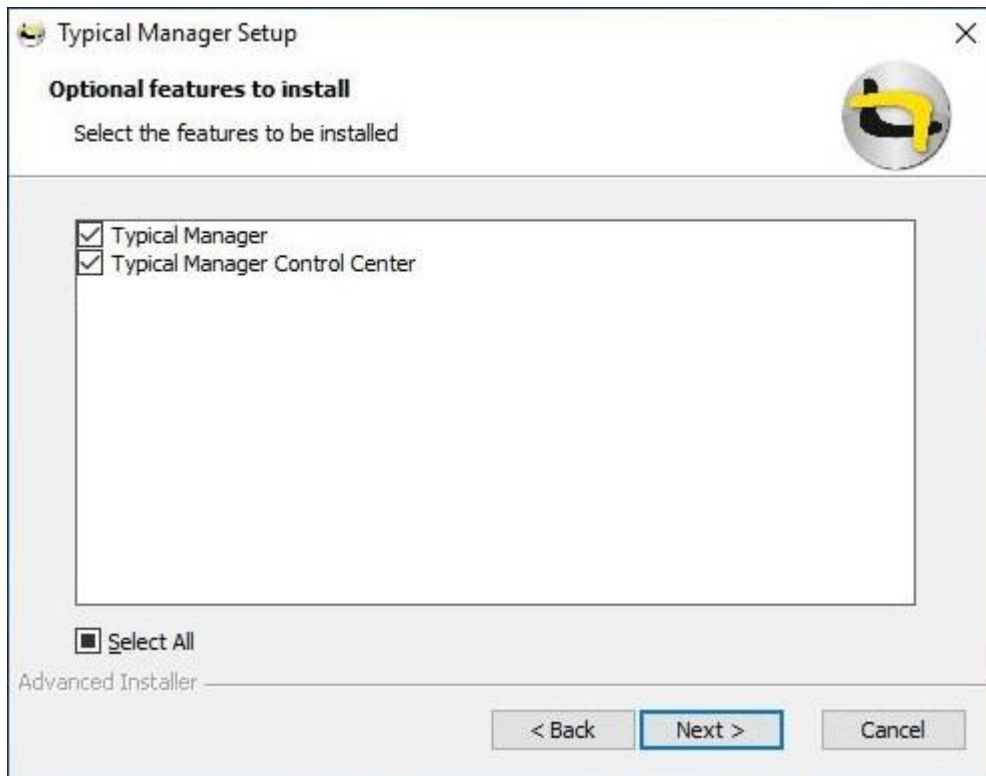 Typical Manager Setup
Optional features to install
Select the features to be installed
Typical Manager
Typical Manager Control Center
Select All
Advanced Installer
< Back Next > Cancel